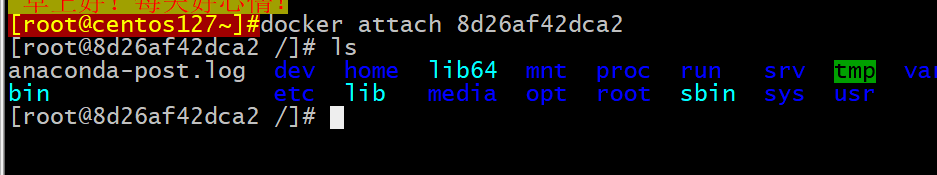 早上好！每天好心情！
[root@centos127~]#docker attach 8d26af42dca2
[root@8d26af42dca2 /]# ls
anaconda-post.log dev home lib64 mnt proc run srv tmp var
bin etc lib media opt root sbin sys usr
[root@8d26af42dca2 /]#